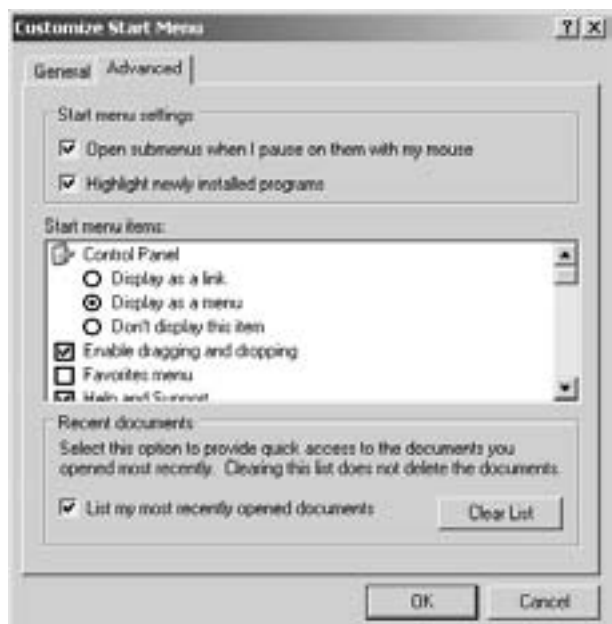 Customize Start Menu
General Advanced
Start menu settings
Open submenus when I pause on them with my mouse
Highlight newly installed programs
Start menu items:
Control Panel
Display as a link
Display as a menu
Don't display this item
Enable dragging and dropping
Favorites menu
Help and Support
Recent documents
Select this option to provide quick access to the documents you
opened most recently. Clearing this list does not delete the documents.
List my most recently opened documents
Clear List
OK Cancel